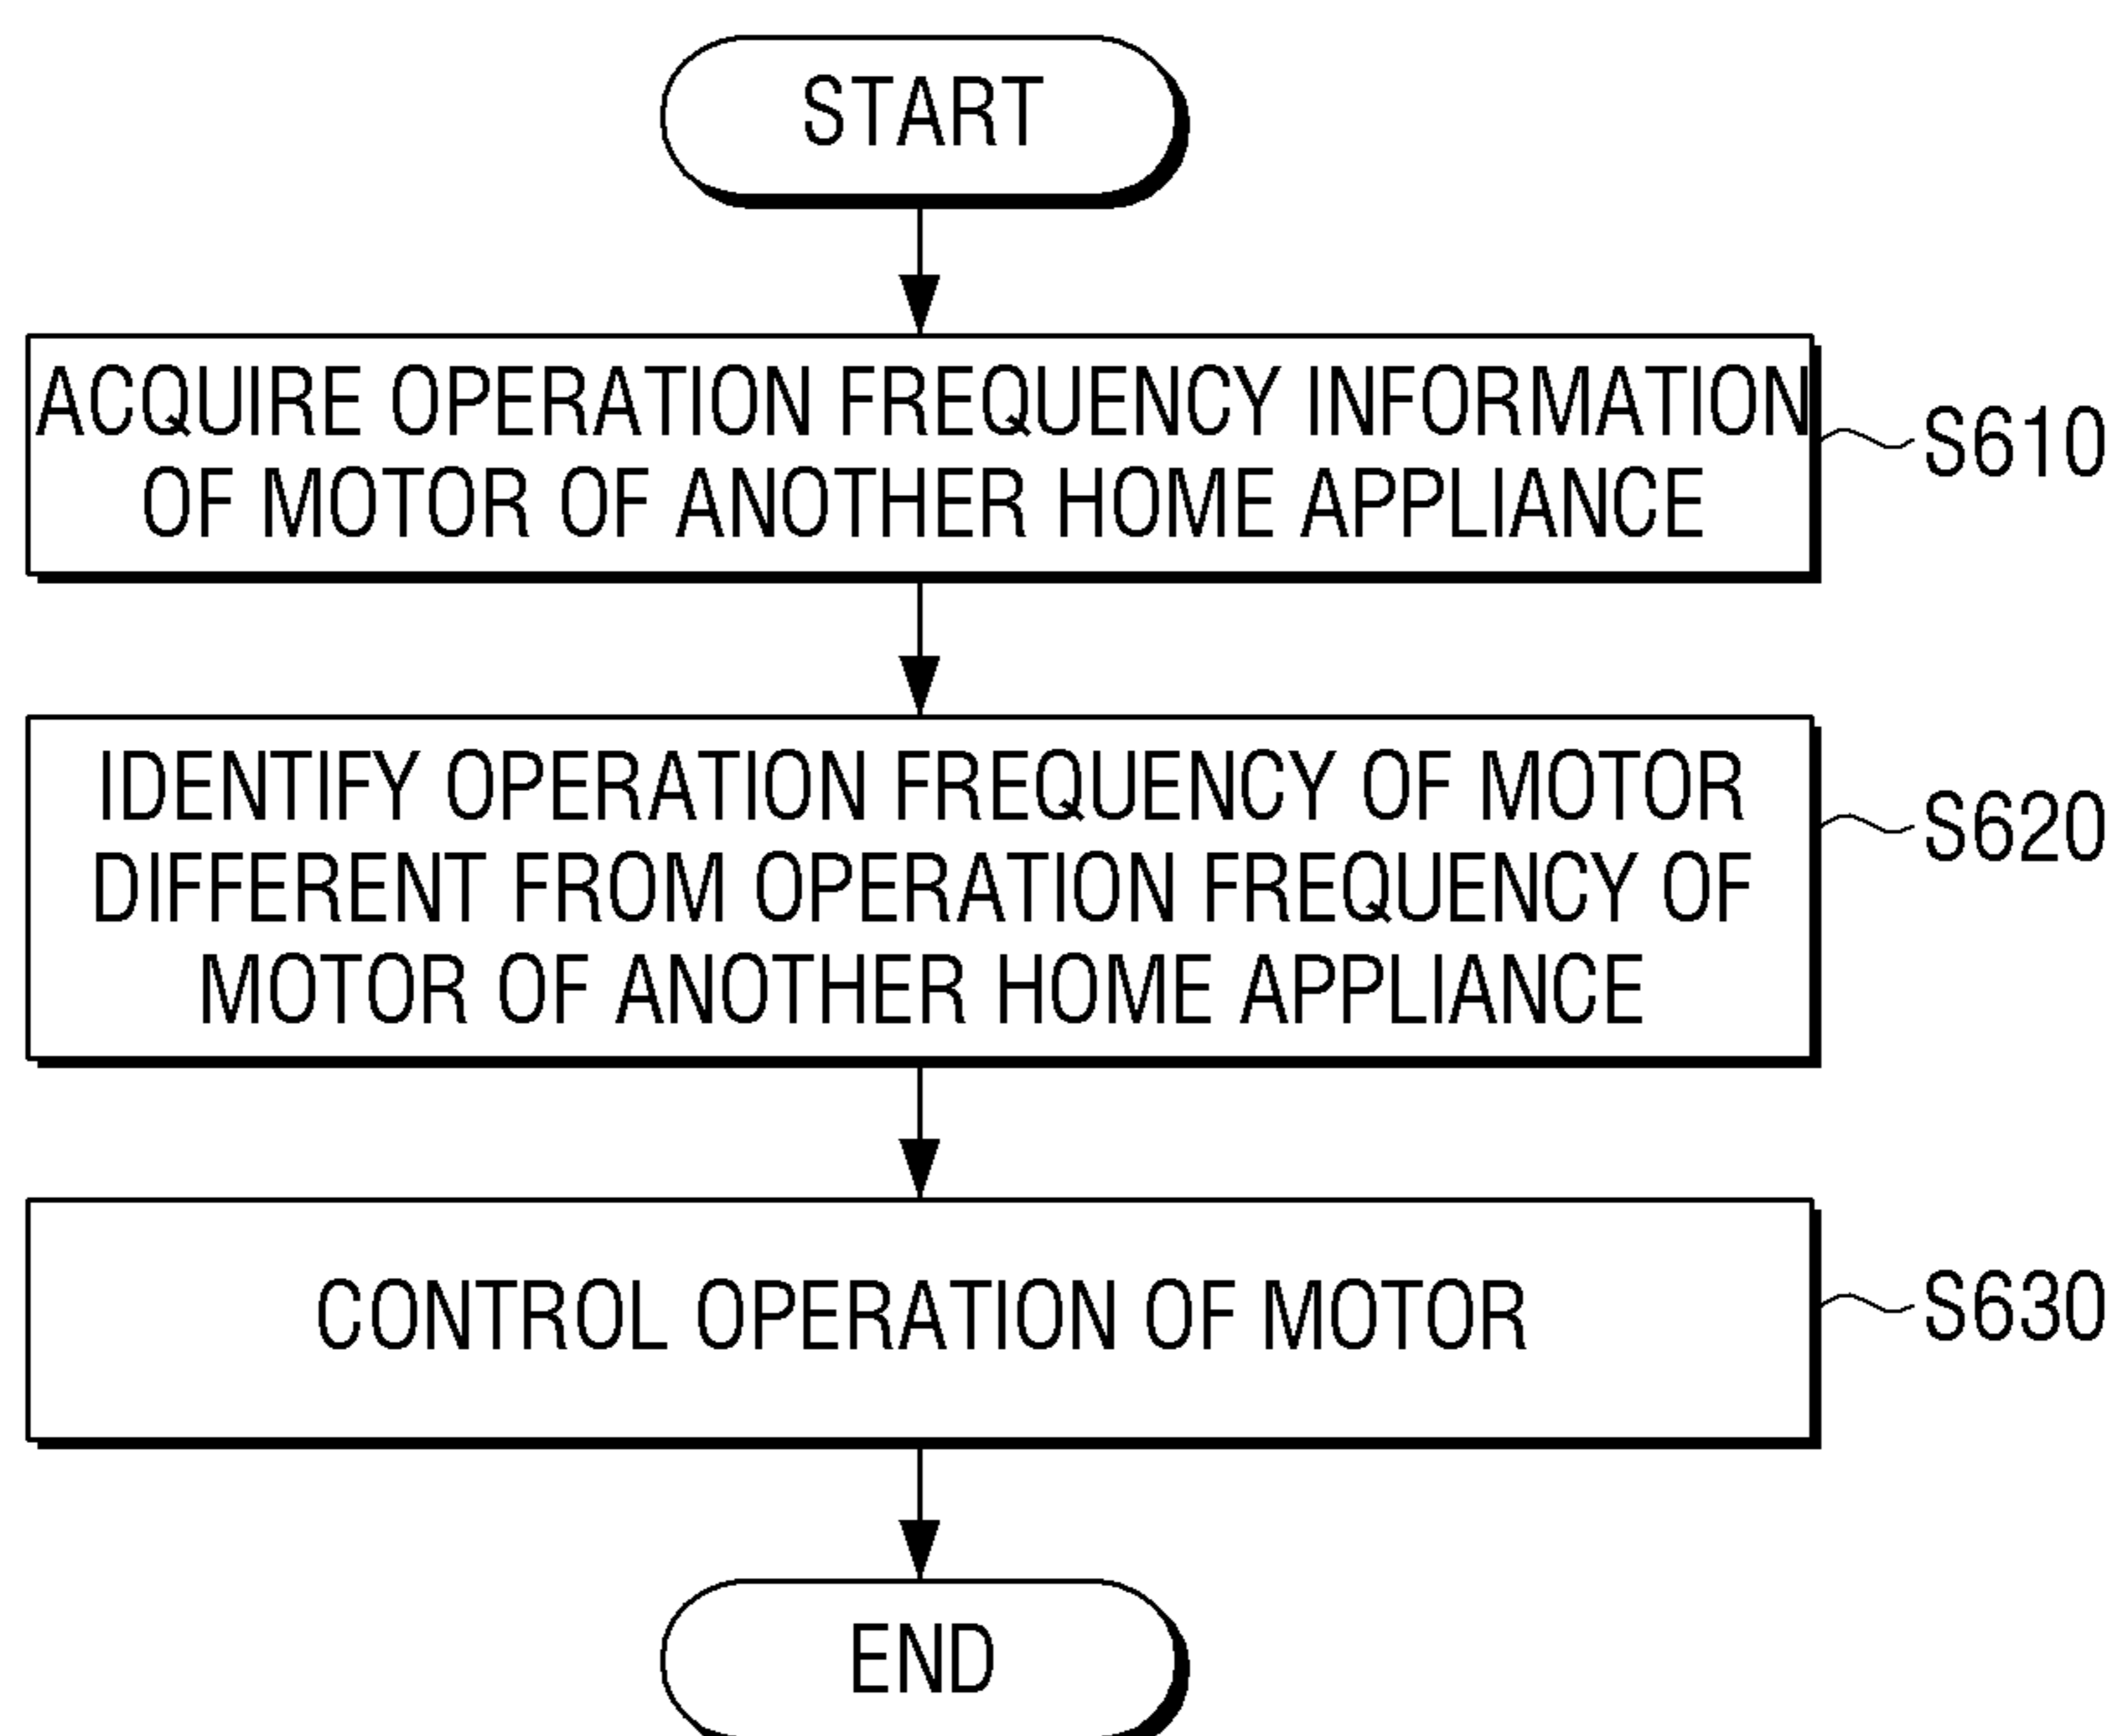 START
ACQUIRE OPERATION FREQUENCY INFORMATION
OF MOTOR OF ANOTHER HOME APPLIANCE
S610
IDENTIFY OPERATION FREQUENCY OF MOTOR
DIFFERENT FROM OPERATION FREQUENCY OF
MOTOR OF ANOTHER HOME APPLIANCE
S620
CONTROL OPERATION OF MOTOR
S630
END